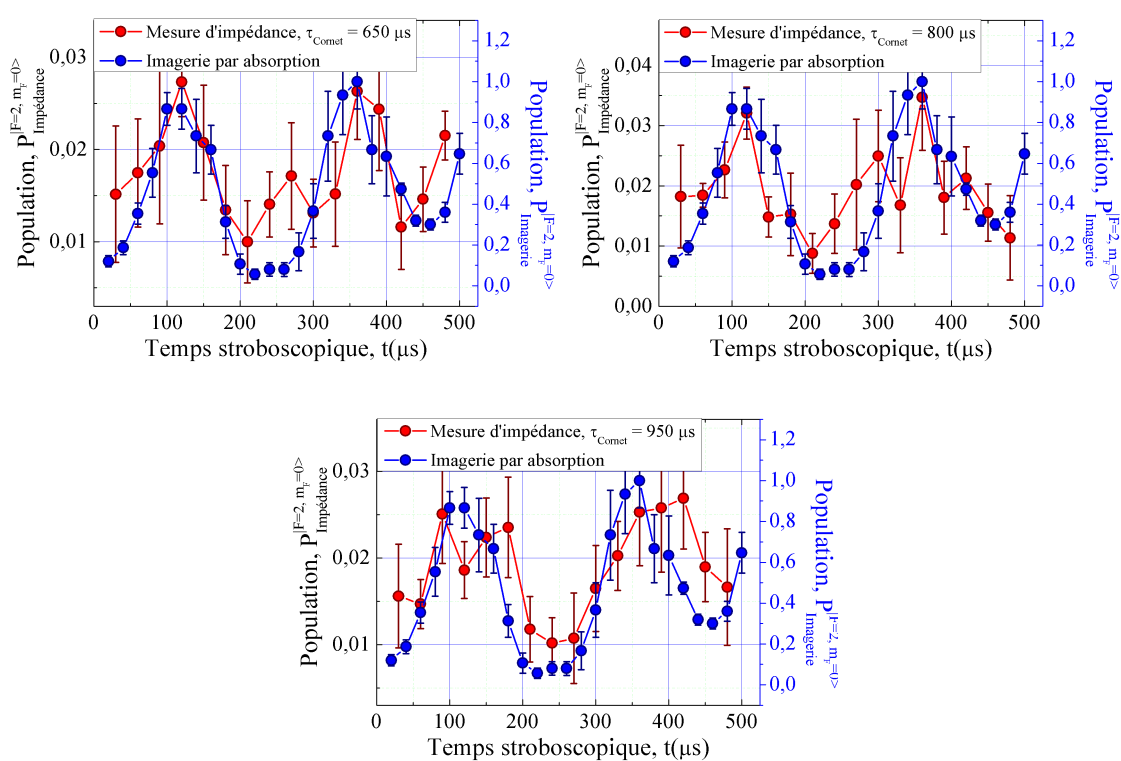 Mesure d'impédance, τCornet = 650 µs
Imagerie par absorption
0,03
0,02
0,01
Population, P|F=2, mF=0>Impédance
1,2
1,0
0,8
0,6
0,4
0,2
0,0
Population, P|F=2, mF=0>Imagerie
0 100 200 300 400 500
Temps stroboscopique, t(µs)
Mesure d'impédance, τCornet = 800 µs
Imagerie par absorption
0,04
0,03
0,02
0,01
0,00
Population, P|F=2, mF=0>Impédance
1,2
1,0
0,8
0,6
0,4
0,2
0,0
Population, P|F=2, mF=0>Imagerie
0 100 200 300 400 500
Temps stroboscopique, t(µs)
Mesure d'impédance, τCornet = 950 µs
Imagerie par absorption
0,03
0,02
0,01
Population, P|F=2, mF=0>Impédance
1,2
1,0
0,8
0,6
0,4
0,2
0,0
Population, P|F=2, mF=0>Imagerie
0 100 200 300 400 500
Temps stroboscopique, t(µs)